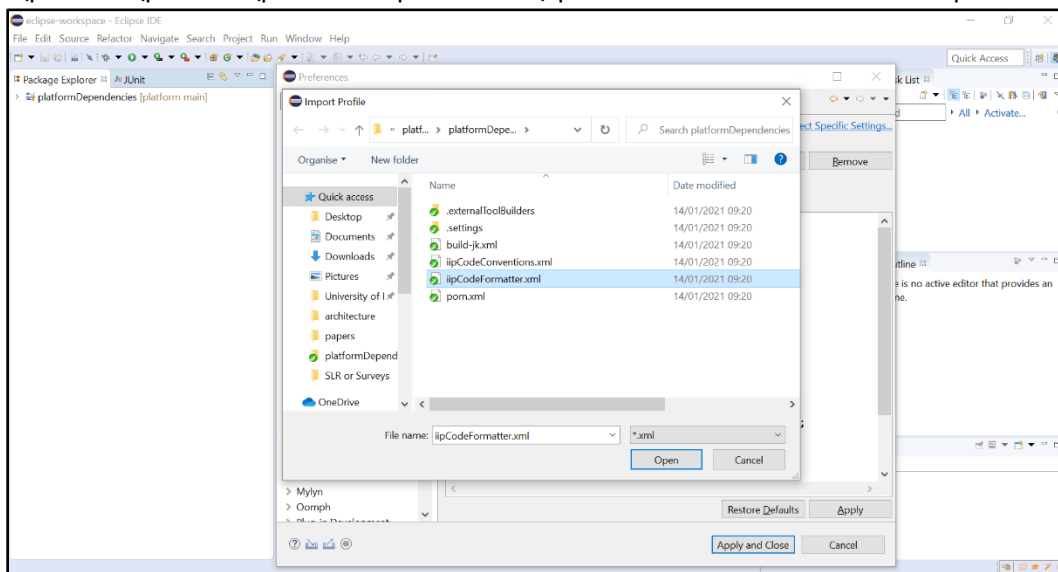 eclipse-workspace - Eclipse IDE
File Edit Source Refactor Navigate Search Project Run Window Help
Quick Access
Package Explorer JUnit
platformDependencies [platform main]
Preferences
Import Profile
platf... > platformDepe... >
Search platformDependencies
Organise
New folder
Name
Date modified
Quick access
Desktop
Documents
Downloads
Pictures
University of
architecture
papers
platformDepend
SLR or Surveys
OneDrive
.externalToolBuilders 14/01/2021 09:20
.settings 14/01/2021 09:20
build-jk.xml 14/01/2021 09:20
iipCodeConventions.xml 14/01/2021 09:20
iipCodeFormatter.xml 14/01/2021 09:20
pom.xml 14/01/2021 09:20
File name: iipCodeFormatter.xml
*.xml
Open
Cancel
sk List
ect Specific Settings...
All Activate...
Remove
utline
e is no active editor that provides an
ne.
;
Mylyn
Oomph
Restore Defaults
Apply
Apply and Close
Cancel